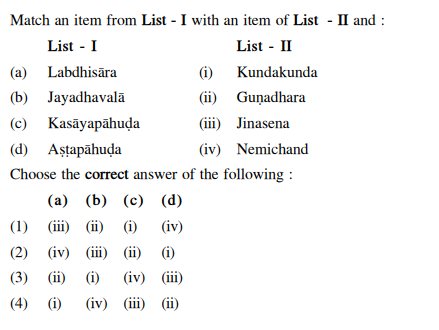 Match an item from List - I with an item of List - II and :
List - I List - II
(a) Labdhisāra (i) Kundakunda
(b) Jayadhavalā (ii) Guṇadhara
(c) Kasāyapāhuḍa (iii) Jinasena
(d) Aṣṭapāhuḍa (iv) Nemichand
Choose the correct answer of the following :
(a) (b) (c) (d)
(1) (iii) (ii) (i) (iv)
(2) (iv) (iii) (ii) (i)
(3) (ii) (i) (iv) (iii)
(4) (i) (iv) (iii) (ii)